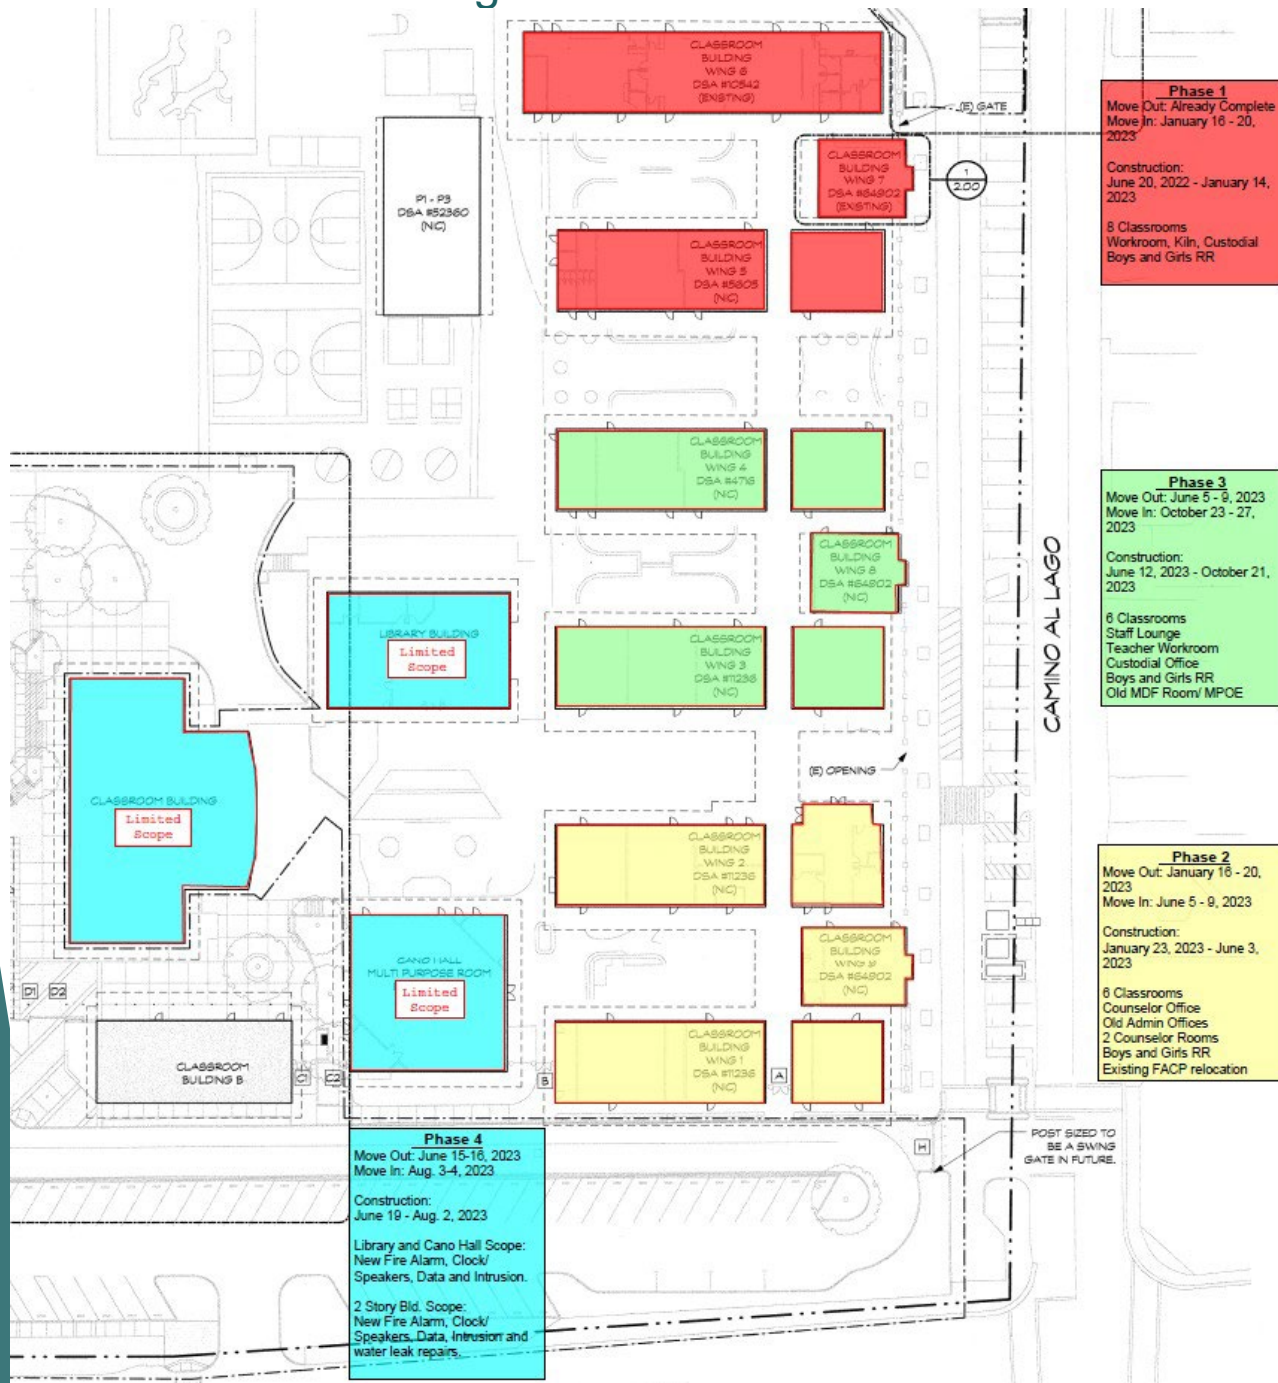 CLASSROOM
BUILDING
WING 6
DSA #10542
(EXISTING)
(E) GATE
Phase 1
Move Out: Already Complete
Move In: January 16 - 20,
2023
Construction:
June 20, 2022 - January 14,
2023
8 Classrooms
Workroom, Kiln, Custodial
Boys and Girls RR
CLASSROOM
BUILDING
WING 7
DSA #64902
(EXISTING)
1
2.00
P1 - P3
DSA #52360
(NIC)
CLASSROOM
BUILDING
WING 5
DSA #5605
(NIC)
CLASSROOM
BUILDING
WING 4
DSA #4716
(NIC)
Phase 3
Move Out: June 5 - 9, 2023
Move In: October 23 - 27,
2023
Construction:
June 12, 2023 - October 21,
2023
6 Classrooms
Staff Lounge
Teacher Workroom
Custodial Office
Boys and Girls RR
Old MDF Room/ MPOE
CLASSROOM
BUILDING
WING 8
DSA #64902
(NIC)
CAMINO AL LAGO
LIBRARY BUILDING
Limited
Scope
CLASSROOM
BUILDING
WING 3
DSA #11236
(NIC)
(E) OPENING
CLASSROOM BUILDING
Limited
Scope
CLASSROOM
BUILDING
WING 2
DSA #11236
(NIC)
Phase 2
Move Out: January 16 - 20,
2023
Move In: June 5 - 9, 2023
Construction:
January 23, 2023 - June 3,
2023
6 Classrooms
Counselor Office
Old Admin Offices
2 Counselor Rooms
Boys and Girls RR
Existing FACP relocation
CANO HALL
MULTI PURPOSE ROOM
Limited
Scope
CLASSROOM
BUILDING
WING 9
DSA #64902
(NIC)
D1 D2
CLASSROOM
BUILDING B
C1 C2
B
CLASSROOM
BUILDING
WING 1
DSA #11236
(NIC)
A
H
POST SIZED TO
BE A SWING
GATE IN FUTURE.
Phase 4
Move Out: June 15-16, 2023
Move In: Aug. 3-4, 2023
Construction:
June 19 - Aug. 2, 2023
Library and Cano Hall Scope:
New Fire Alarm, Clock/
Speakers, Data and Intrusion.
2 Story Bld. Scope:
New Fire Alarm, Clock/
Speakers, Data, Intrusion and
water leak repairs.